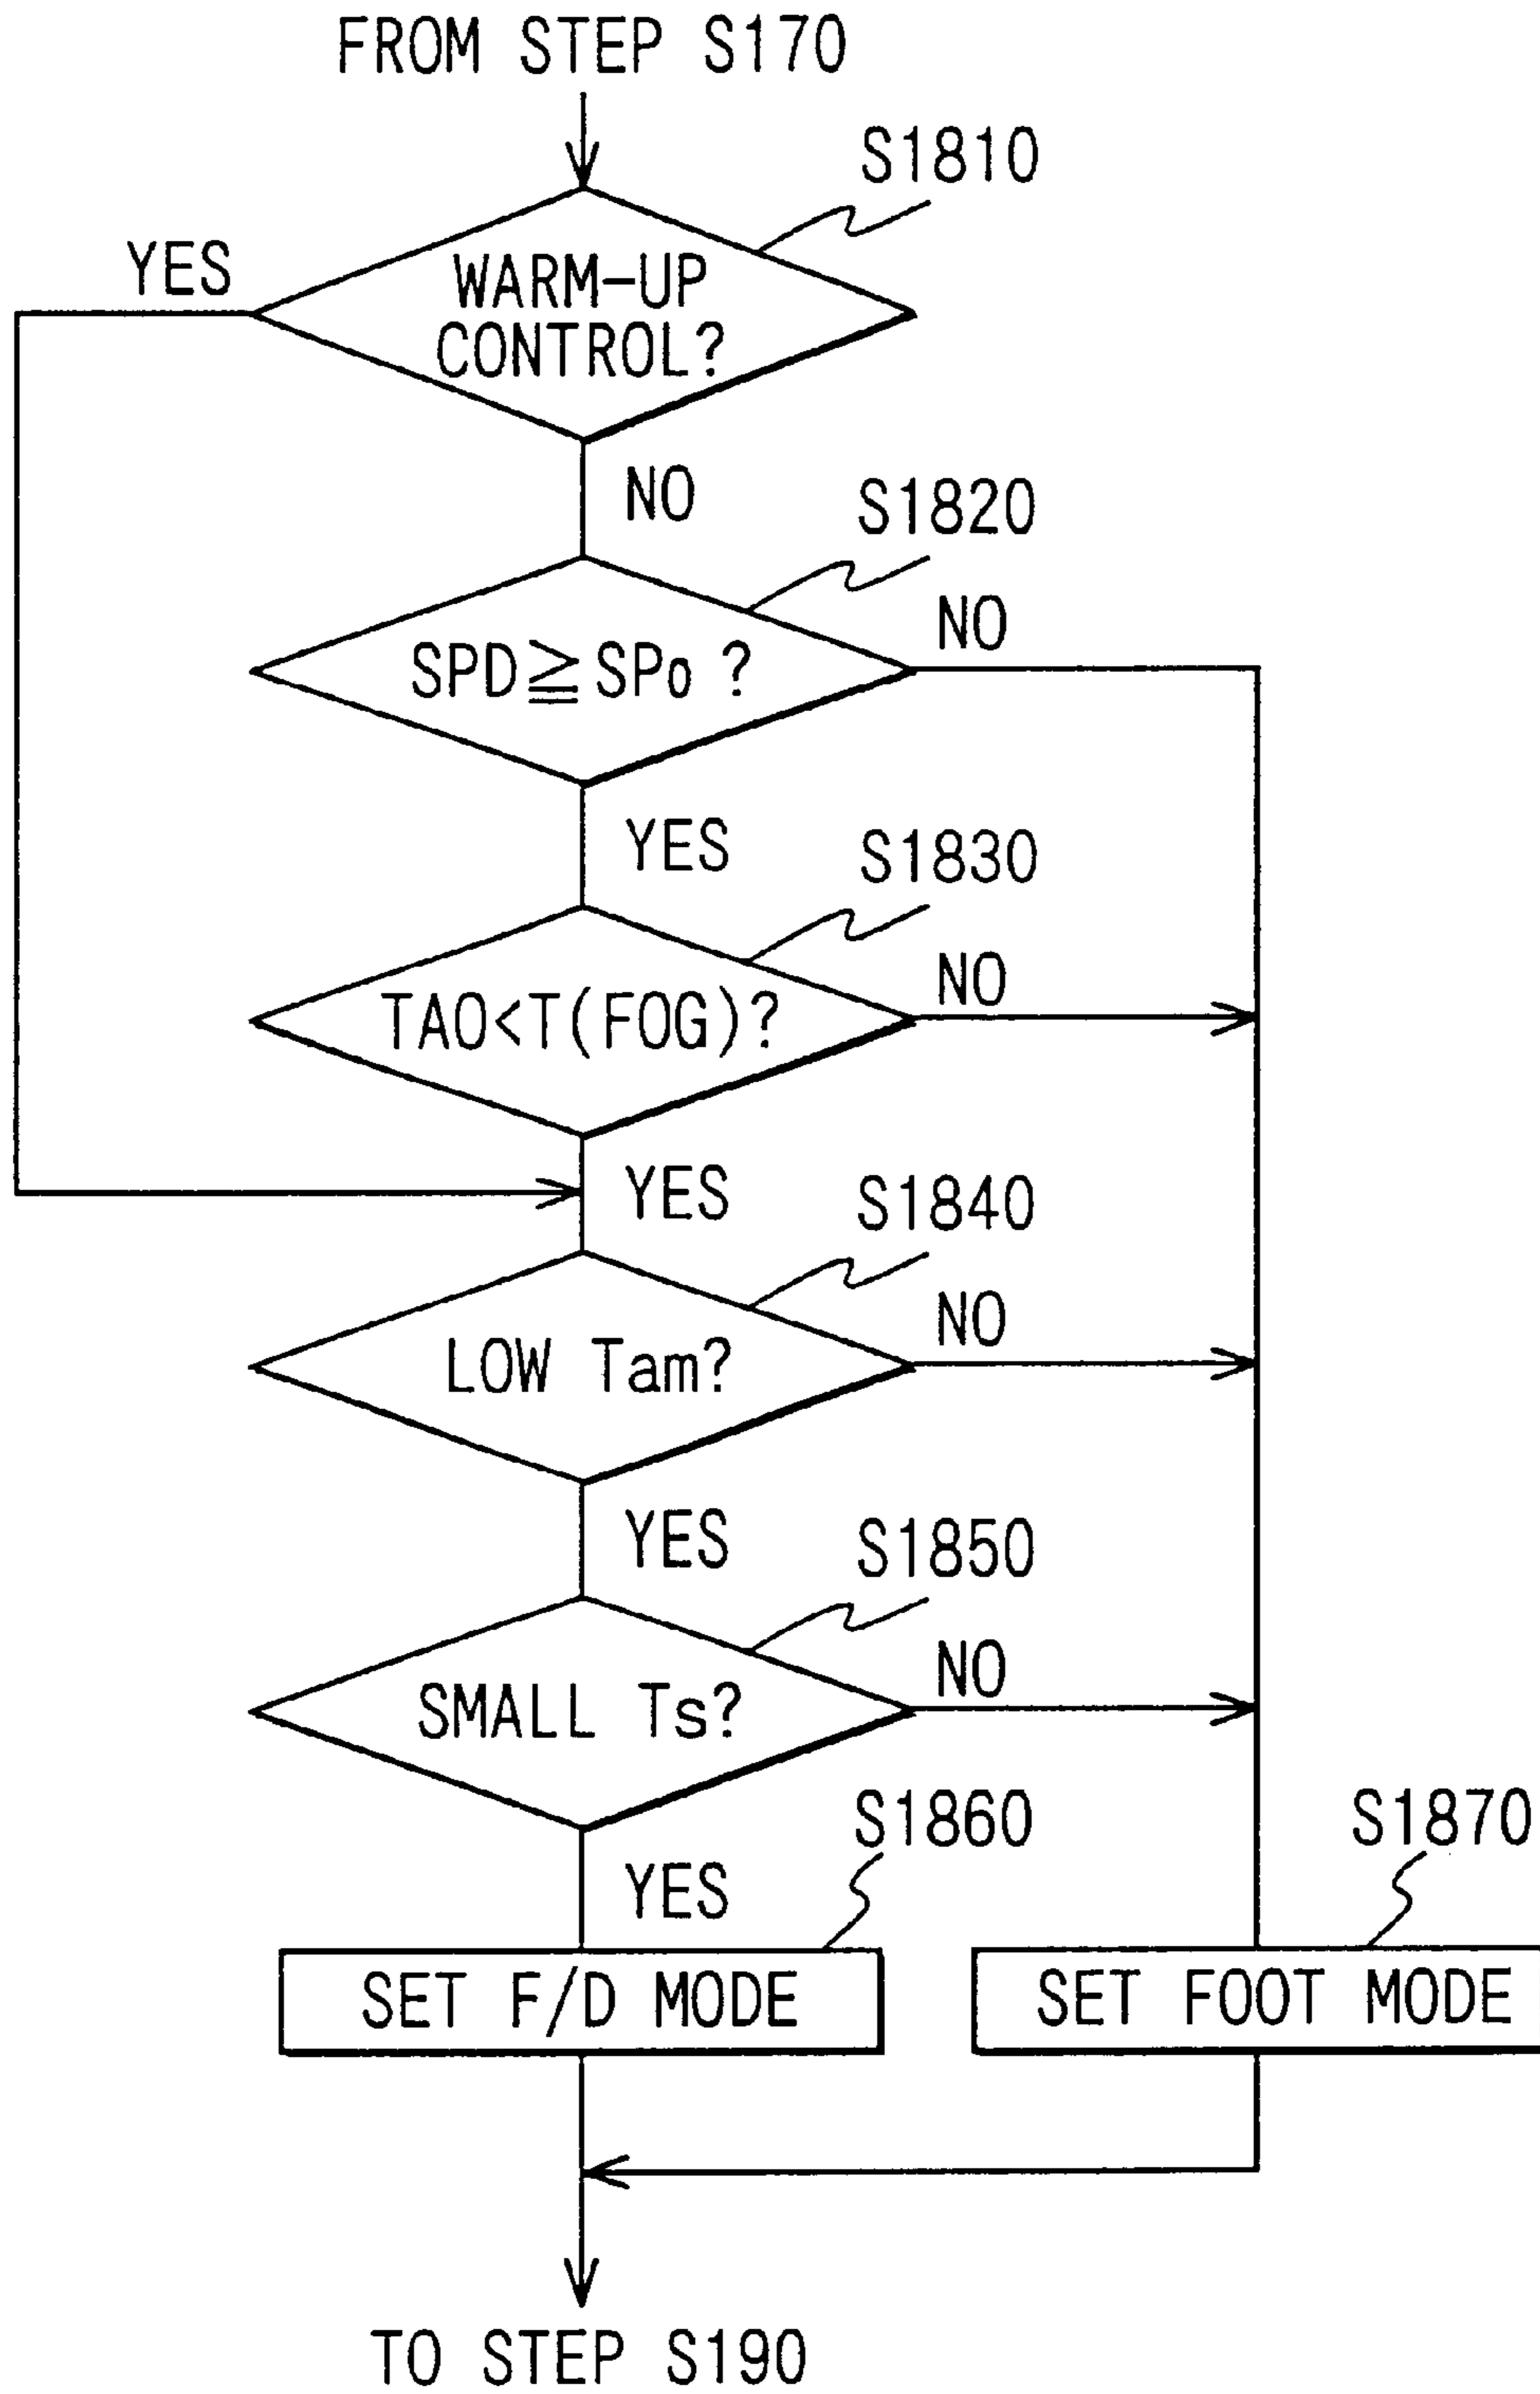 FROM STEP S170
S1810
YES
WARM-UP
CONTROL?
NO
S1820
NO
SPD≧SPo ?
YES
S1830
NO
TAO<T(FOG)?
YES
S1840
NO
LOW Tam?
YES
S1850
NO
SMALL Ts?
S1860
S1870
YES
SET F/D MODE
SET FOOT MODE
TO STEP S190